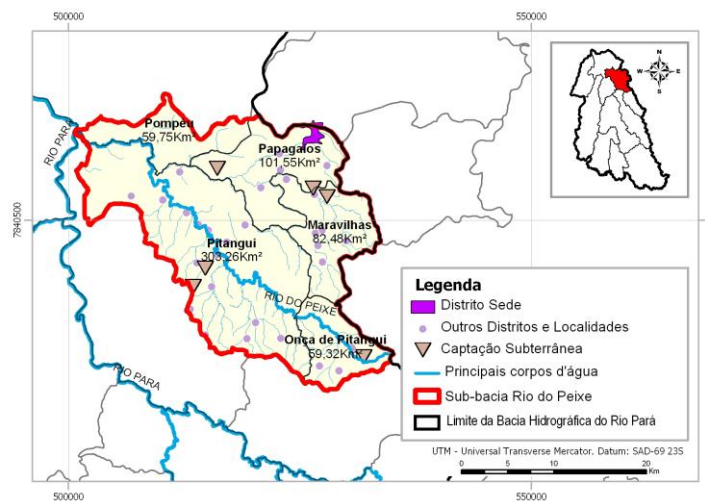 500000
550000
N
W
E
S
Pompeu
59,75Km²
RIO PARA
Papagaios
101,55Km²
7840500
Maravilhas
82,48Km²
Pitangui
303,26Km²
RIO DO PEIXE
Onça de Pitangui
59,32Km²
RIO PARA
Legenda
Distrito Sede
Outros Distritos e Localidades
Captação Subterrânea
Principais corpos d'água
Sub-bacia Rio do Peixe
Limite da Bacia Hidrográfica do Rio Pará
UTM - Universal Transverse Mercator. Datum: SAD-69 23S
0 5 10 20
Km
500000
550000